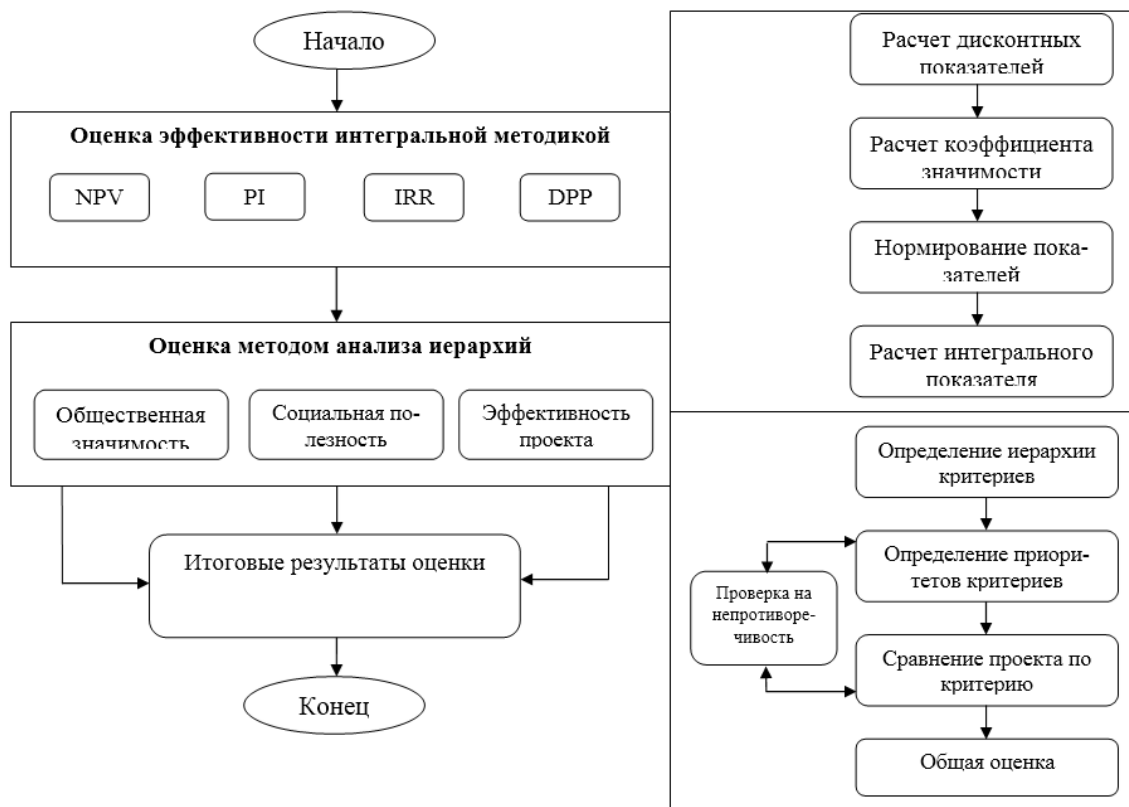 Начало
Оценка эффективности интегральной методикой
NPV
PI
IRR
DPP
Оценка методом анализа иерархий
Общественная
значимость
Социальная по-
лезность
Эффективность
проекта
Итоговые результаты оценки
Конец
Расчет дисконтных
показателей
Расчет коэффициента
значимости
Нормирование пока-
зателей
Расчет интегрального
показателя
Определение иерархии
критериев
Определение приори-
тетов критериев
Проверка на
непротиворе-
чивость
Сравнение проекта по
критерию
Общая оценка